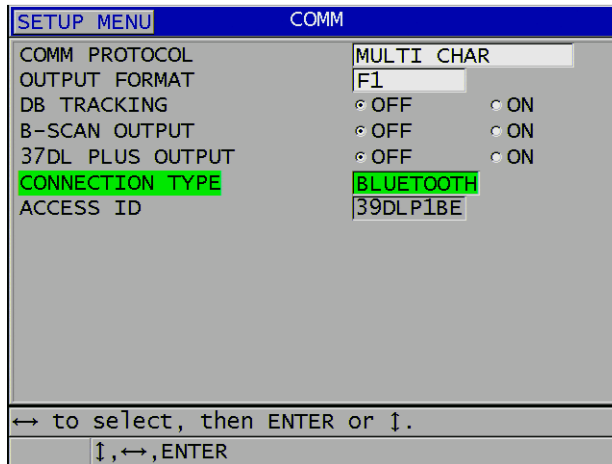 SETUP MENU COMM
COMM PROTOCOL MULTI CHAR
OUTPUT FORMAT F1
DB TRACKING OFF ON
B-SCAN OUTPUT OFF ON
37DL PLUS OUTPUT OFF ON
CONNECTION TYPE BLUETOOTH
ACCESS ID 39DLP1BE
↔ to select, then ENTER or ↕.
↕,↔,ENTER